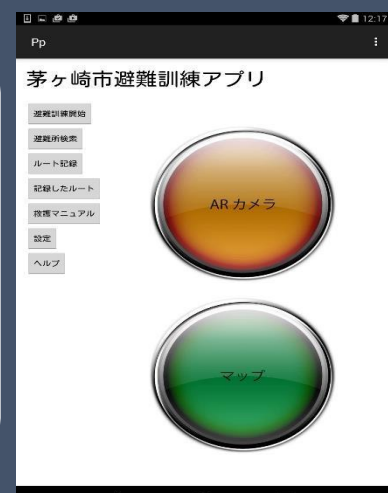 12:17
Pp
茅ヶ崎市避難訓練アプリ
避難訓練開始
避難所検索
ルート記録
記録したルート
救護マニュアル
設定
ヘルプ
AR カメラ
マップ